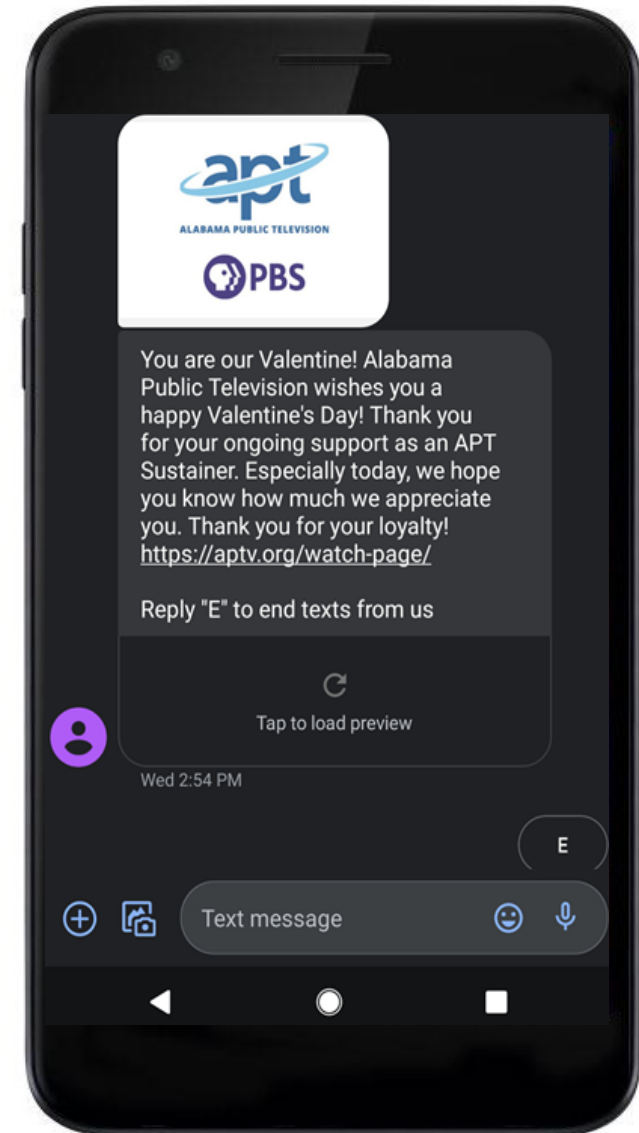 apt
ALABAMA PUBLIC TELEVISION
PBS
You are our Valentine! Alabama
Public Television wishes you a
happy Valentine's Day! Thank you
for your ongoing support as an APT
Sustainer. Especially today, we hope
you know how much we appreciate
you. Thank you for your loyalty!
https://aptv.org/watch-page/
Reply "E" to end texts from us
Tap to load preview
Wed 2:54 PM
E
Text message